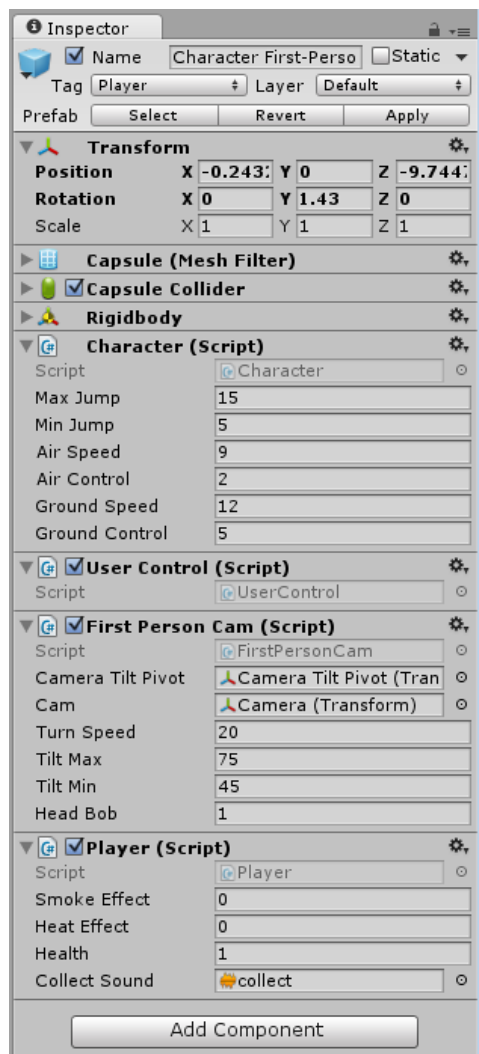 Inspector
Name Character First-Perso Static
Tag Player Layer Default
Prefab Select Revert Apply
Transform
Position X -0.243 Y 0 Z -9.744
Rotation X 0 Y 1.43 Z 0
Scale X 1 Y 1 Z 1
Capsule (Mesh Filter)
Capsule Collider
Rigidbody
Character (Script)
Script Character
Max Jump 15
Min Jump 5
Air Speed 9
Air Control 2
Ground Speed 12
Ground Control 5
User Control (Script)
Script UserControl
First Person Cam (Script)
Script FirstPersonCam
Camera Tilt Pivot Camera Tilt Pivot (Tran
Cam Camera (Transform)
Turn Speed 20
Tilt Max 75
Tilt Min 45
Head Bob 1
Player (Script)
Script Player
Smoke Effect 0
Heat Effect 0
Health 1
Collect Sound collect
Add Component